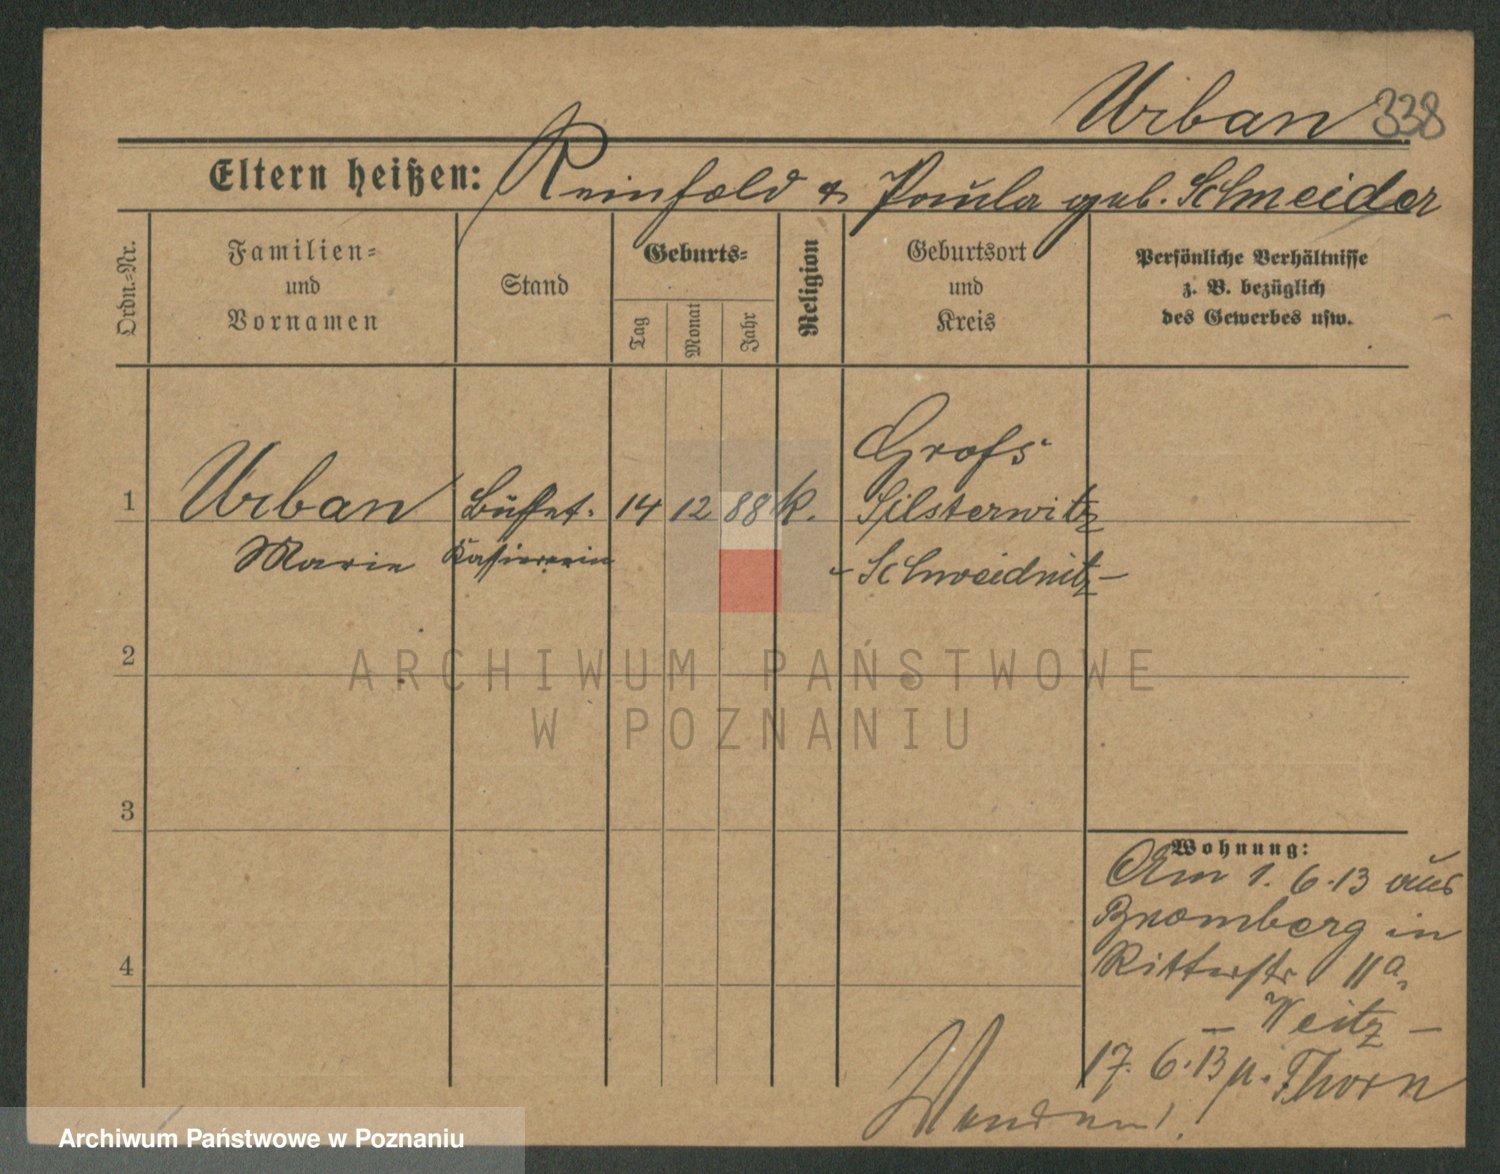 Urban 338
Eltern heißen: Reinhold & Paula geb. Schneider
Ordn.-Nr.
Familien-
und
Vornamen
Stand
Geburts-
Tag
Monat
Jahr
Religion
Geburtsort
und
Kreis
Persönliche Verhältnisse
z. B. bezüglich
des Gewerbes usw.
1 Urban Büffet- 14 12 88 k. Groß
Silsterwitz
Marie Kassiererin - Schweidnitz -
2
ARCHIWUM PAŃSTWOWE
W POZNANIU
3
Wohnung:
Am 1. 6. 13 aus
Bromberg in
4 Ritterstr 11a.
- Weitz -
17. 6. 13 n. Thorn
Wenden!
Archiwum Państwowe w Poznaniu